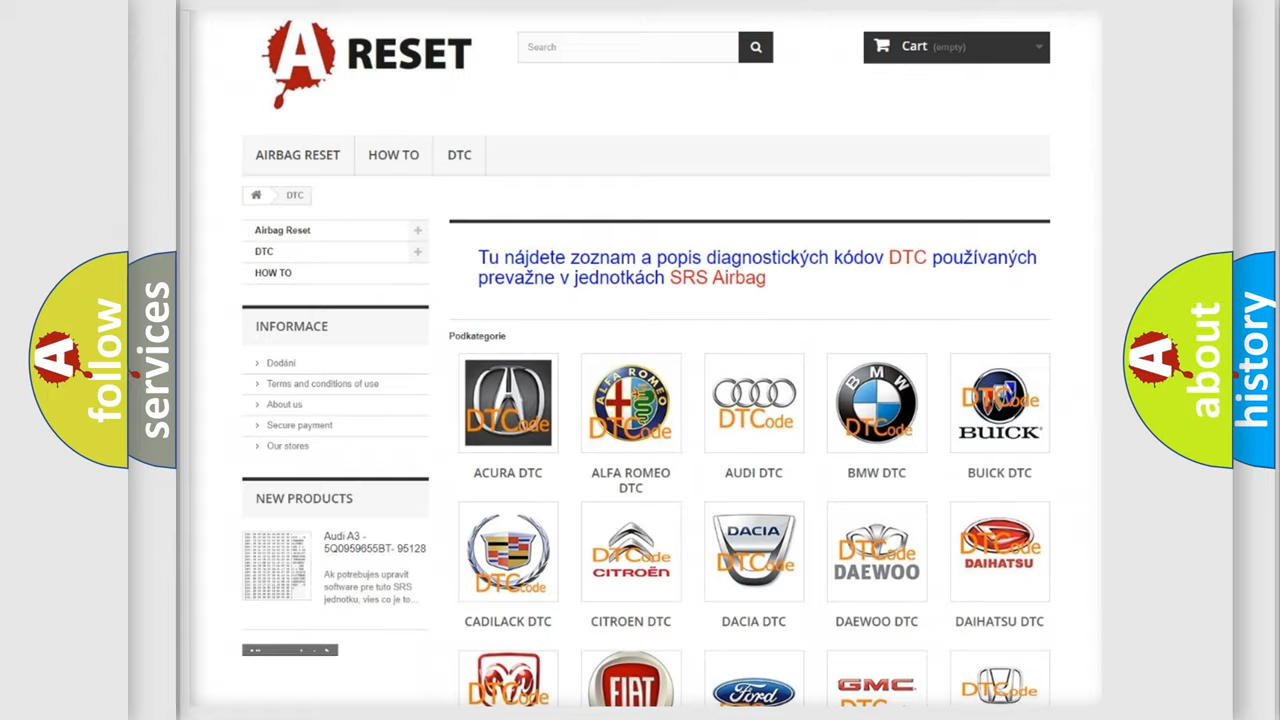 A RESET
Search
Cart (empty)
AIRBAG RESET
HOW TO
DTC
DTC
Airbag Reset
DTC
HOW TO
INFORMACE
Dodání
Terms and conditions of use
About us
Secure payment
Our stores
NEW PRODUCTS
Audi A3 -
5Q0959655BT- 95128
Ak potrebujes upravit
software pre tuto SRS
jednotku, vies co je to...
Tu nájdete zoznam a popis diagnostických kódov DTC používaných
prevažne v jednotkách SRS Airbag
Podkategorie
DTCode
ALFA ROMEO
DTCode
DTCode
BMW
DTCode
DTCode
BUICK
ACURA DTC
ALFA ROMEO
DTC
AUDI DTC
BMW DTC
BUICK DTC
DTCode
DTCode
CITROËN
DACIA
DTCode
DTCode
DAEWOO
DTCode
DAIHATSU
CADILACK DTC
CITROEN DTC
DACIA DTC
DAEWOO DTC
DAIHATSU DTC
DTCode
FIAT
Ford
GMC
DTCode
A follow
services
A about
history